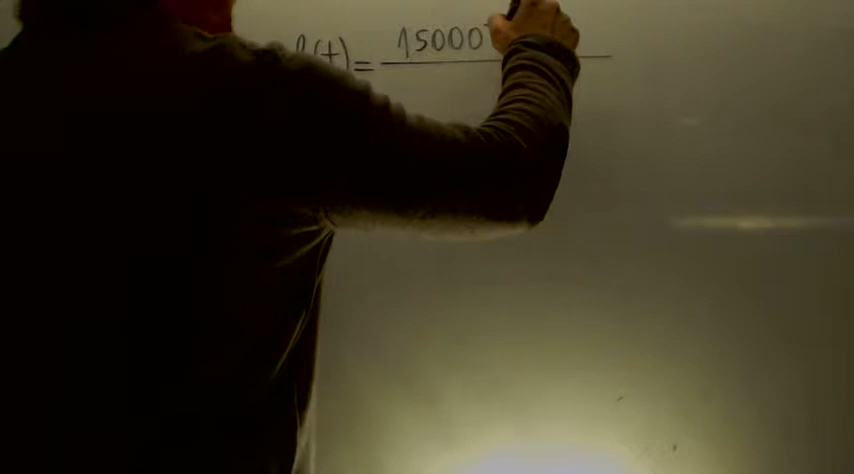 (t) = 15000